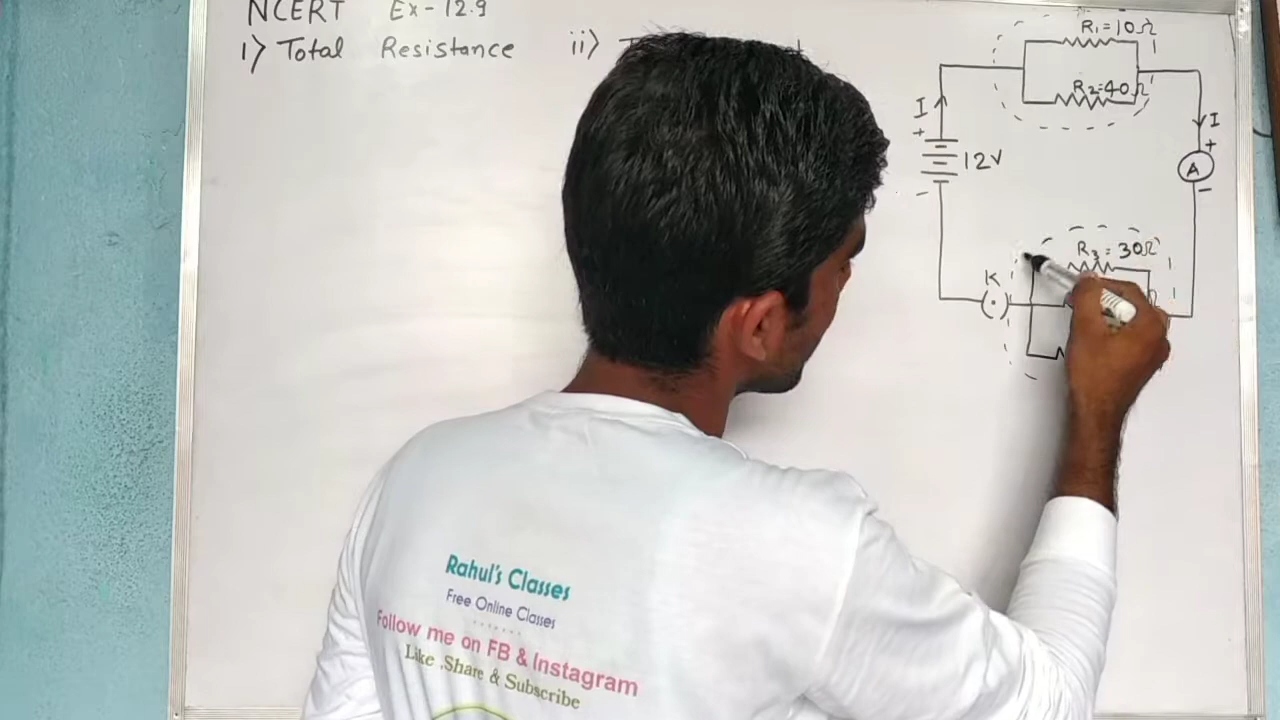 NCERT Ex-12.9
i) Total Resistance ii)
R₁=10Ω
R₂=40Ω
I
I
+
+
12V
A
-
-
R₃ = 30Ω
K
Rahul's Classes
Free Online Classes
Follow me on FB & Instagram
Like ,Share & Subscribe